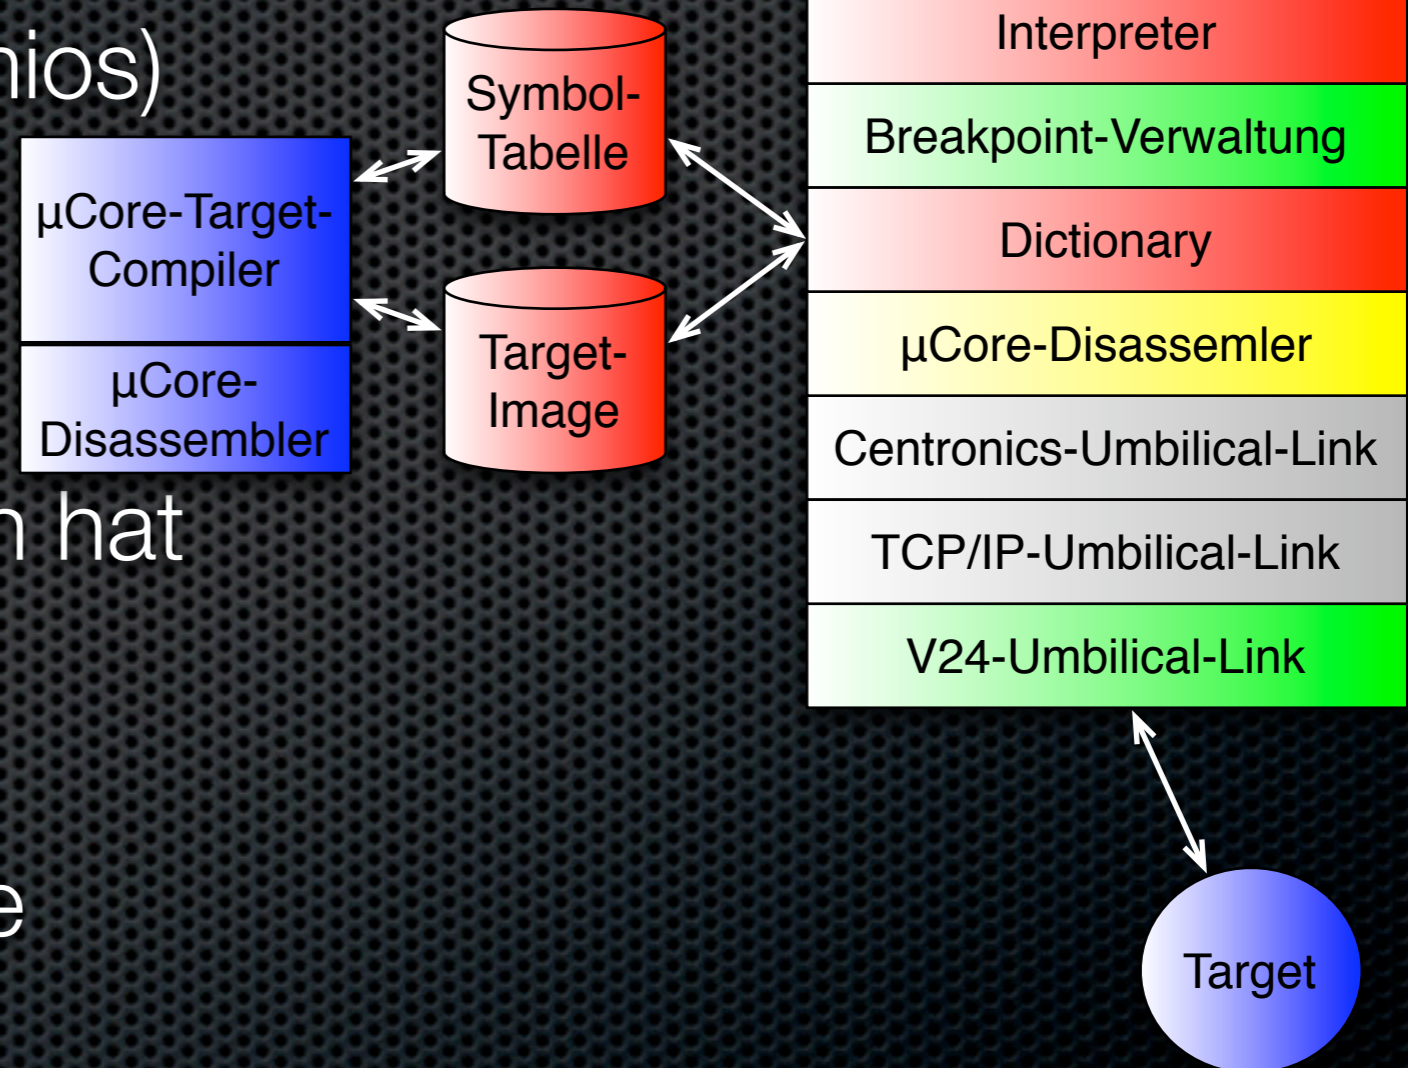 nios)
µCore-Target-
Compiler
µCore-
Disassembler
n hat
e
Symbol-
Tabelle
Target-
Image
Interpreter
Breakpoint-Verwaltung
Dictionary
µCore-Disassemler
Centronics-Umbilical-Link
TCP/IP-Umbilical-Link
V24-Umbilical-Link
Target